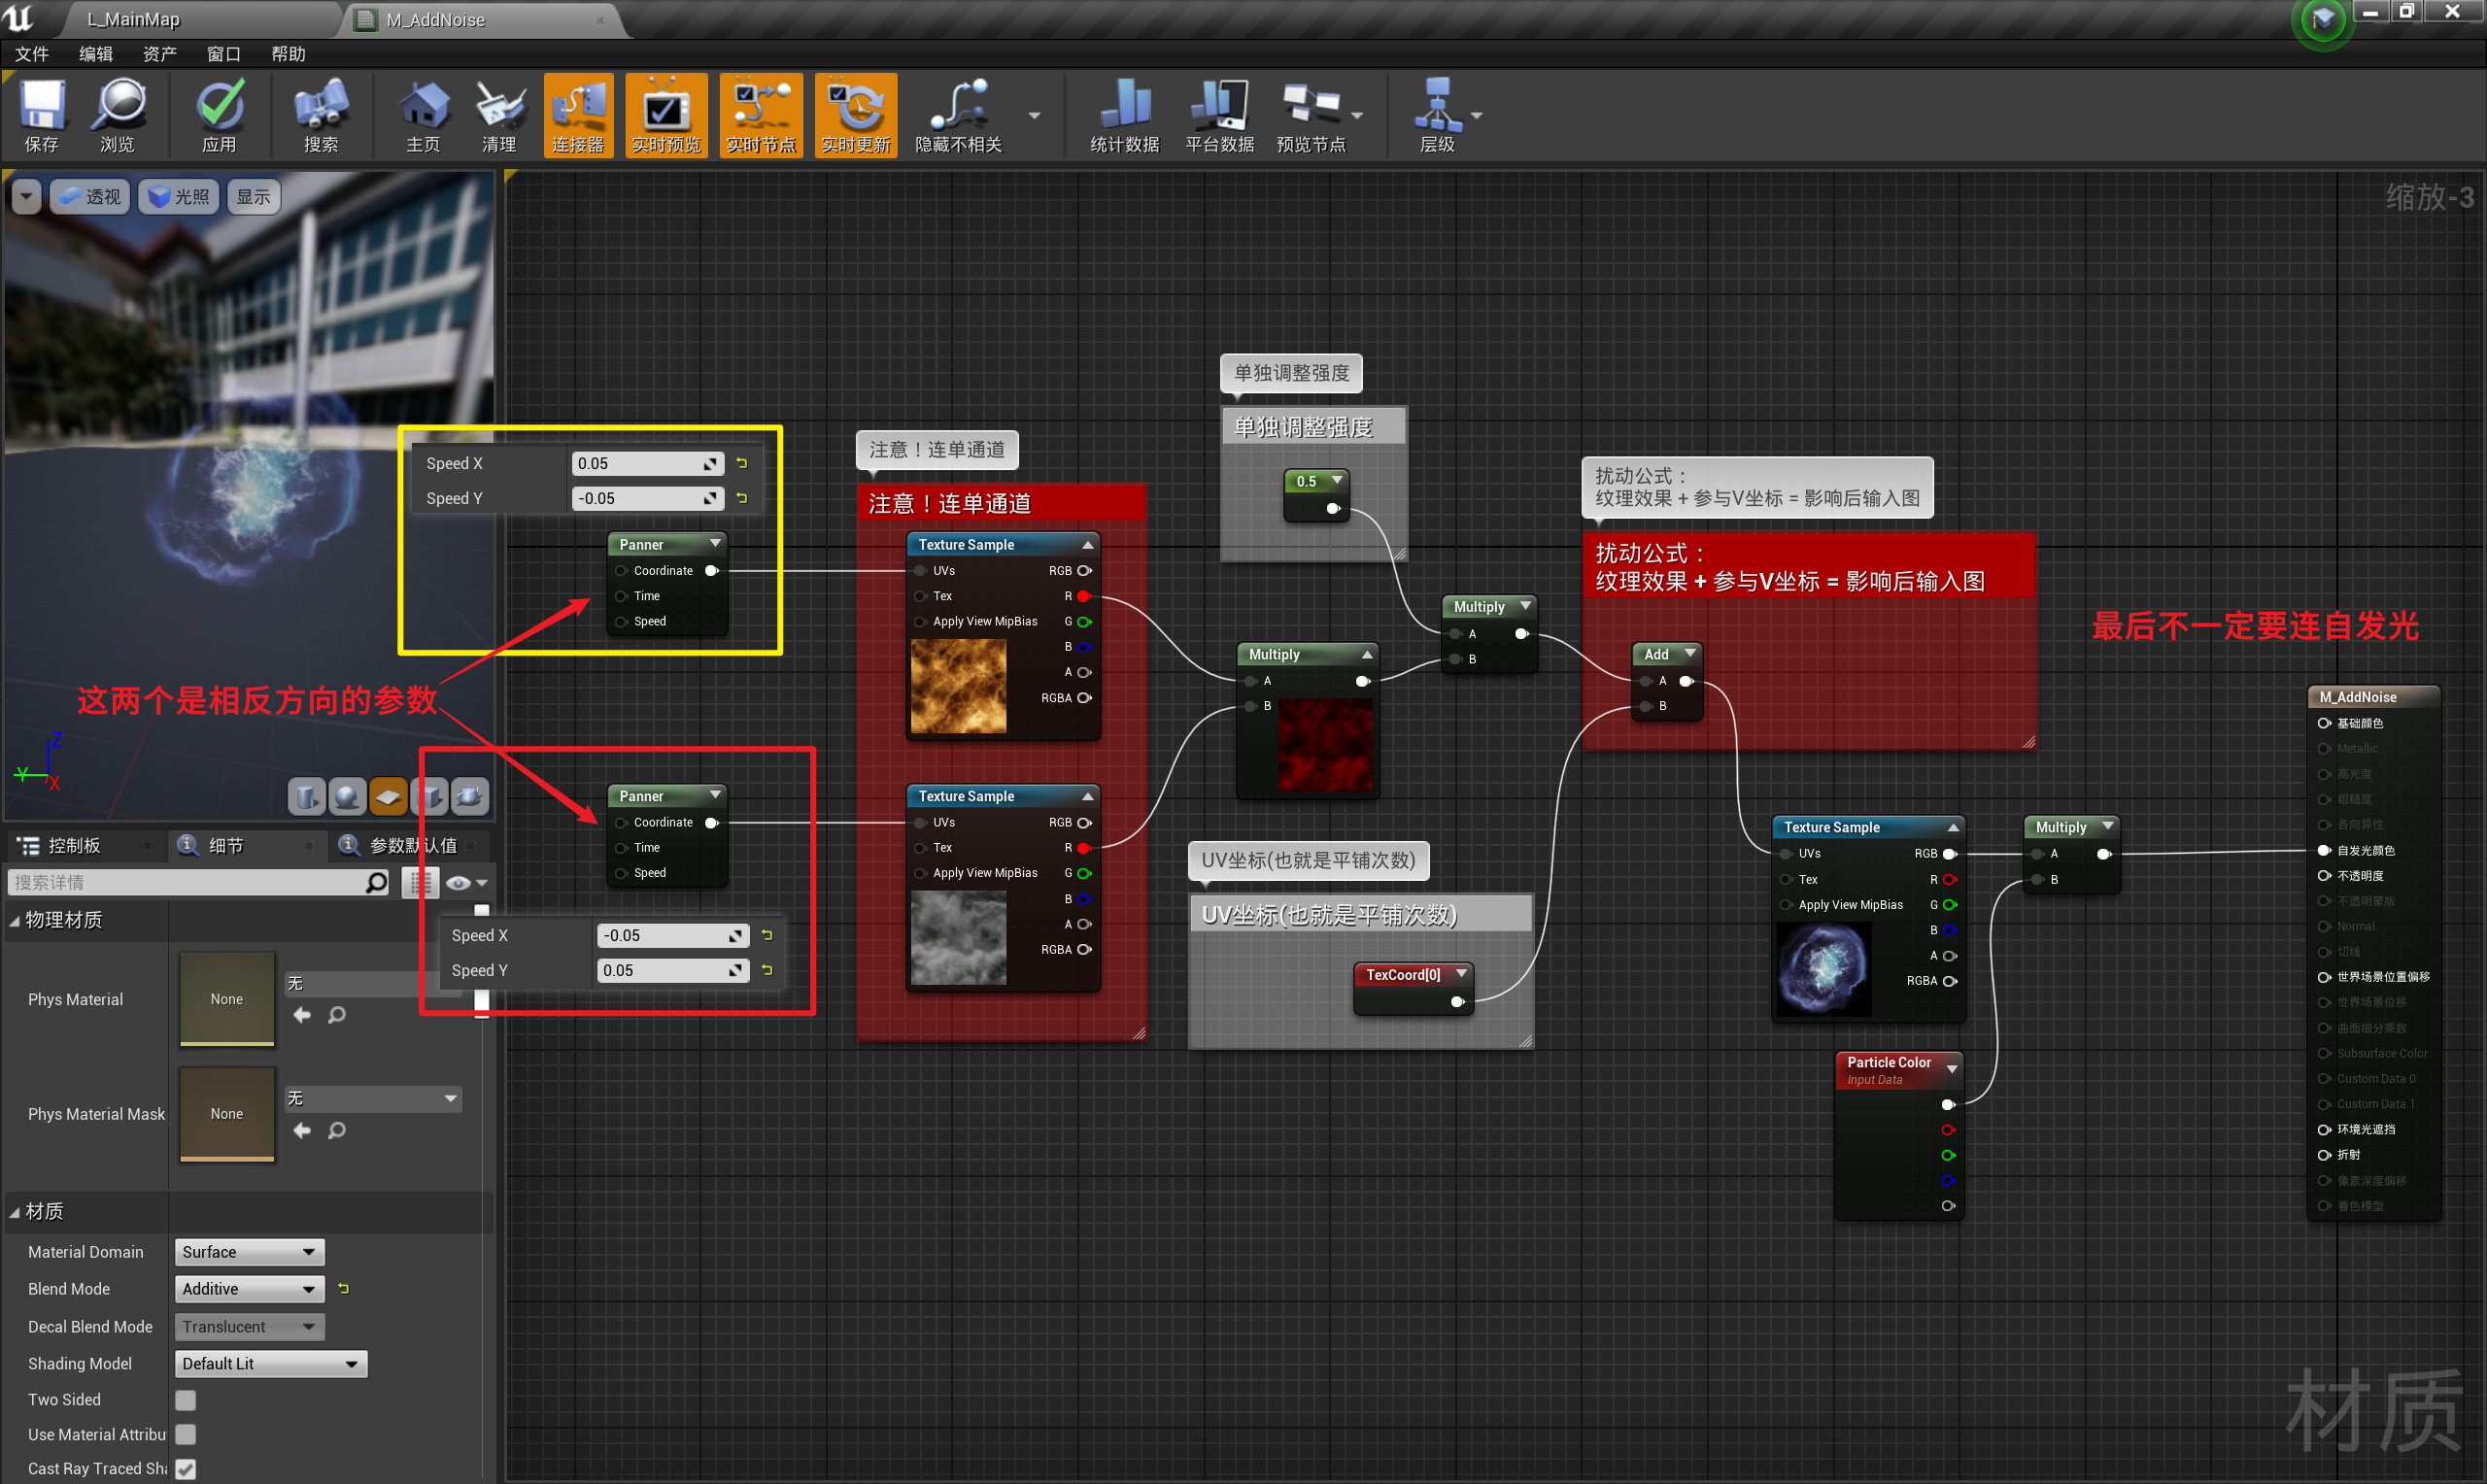 L_MainMap
M_AddNoise
文件
编辑
资产
窗口
帮助
保存
浏览
应用
搜索
主页
清理
连接器
实时预览
实时节点
实时更新
隐藏不相关
统计数据
平台数据
预览节点
层级
透视
光照
显示
缩放-3
Speed X
0.05
Speed Y
-0.05
Panner
Coordinate
Time
Speed
这两个是相反方向的参数
Z
Y
X
Panner
Coordinate
Time
Speed
Speed X
-0.05
Speed Y
0.05
注意！连单通道
注意！连单通道
Texture Sample
UVs
RGB
Tex
R
Apply View MipBias
G
B
A
RGBA
Texture Sample
UVs
RGB
Tex
R
Apply View MipBias
G
B
A
RGBA
单独调整强度
单独调整强度
0.5
Multiply
A
B
Multiply
A
B
UV坐标(也就是平铺次数)
UV坐标(也就是平铺次数)
TexCoord[0]
扰动公式：
纹理效果 + 参与V坐标 = 影响后输入图
扰动公式：
纹理效果 + 参与V坐标 = 影响后输入图
Add
A
B
Texture Sample
UVs
RGB
Tex
R
Apply View MipBias
G
B
A
RGBA
Multiply
A
B
Particle Color
Input Data
最后不一定要连自发光
M_AddNoise
基础颜色
Metallic
高光度
粗糙度
各向异性
自发光颜色
不透明度
不透明蒙版
Normal
切线
世界场景位置偏移
世界场景位移
曲面细分乘数
Subsurface Color
Custom Data 0
Custom Data 1
环境光遮挡
折射
像素深度偏移
着色模型
材质
控制板
细节
参数默认值
搜索详情
物理材质
Phys Material
None
无
Phys Material Mask
None
无
材质
Material Domain
Surface
Blend Mode
Additive
Decal Blend Mode
Translucent
Shading Model
Default Lit
Two Sided
Use Material Attribu
Cast Ray Traced Sha